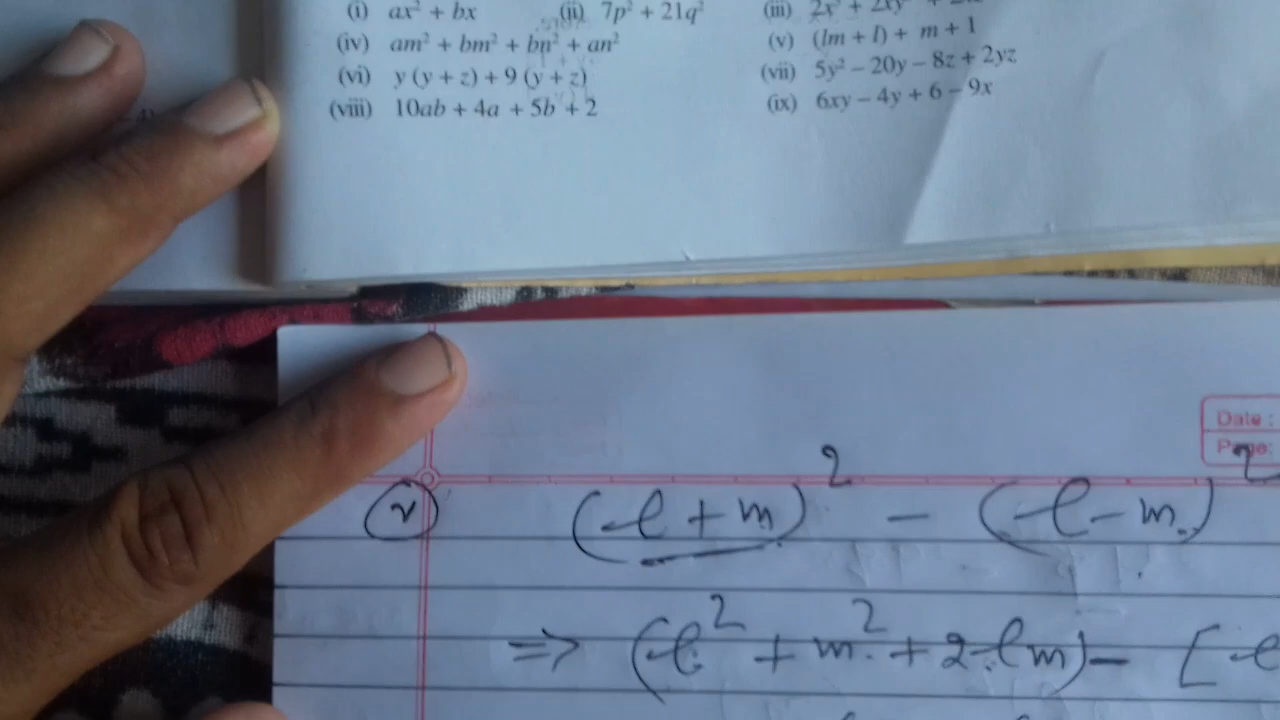 (i) ax² + bx (ii) 7p² + 21q² (iii)
(iv) am² + bm² + bn² + an² (v) (lm + l) + m + 1
(vi) y (y + z) + 9 (y + z) (vii) 5y² – 20y – 8z + 2yz
(viii) 10ab + 4a + 5b + 2 (ix) 6xy – 4y + 6 – 9x
Date :
Page:
(v) (l + m)² – (l – m)²
⇒ (l² + m² + 2lm) – [l